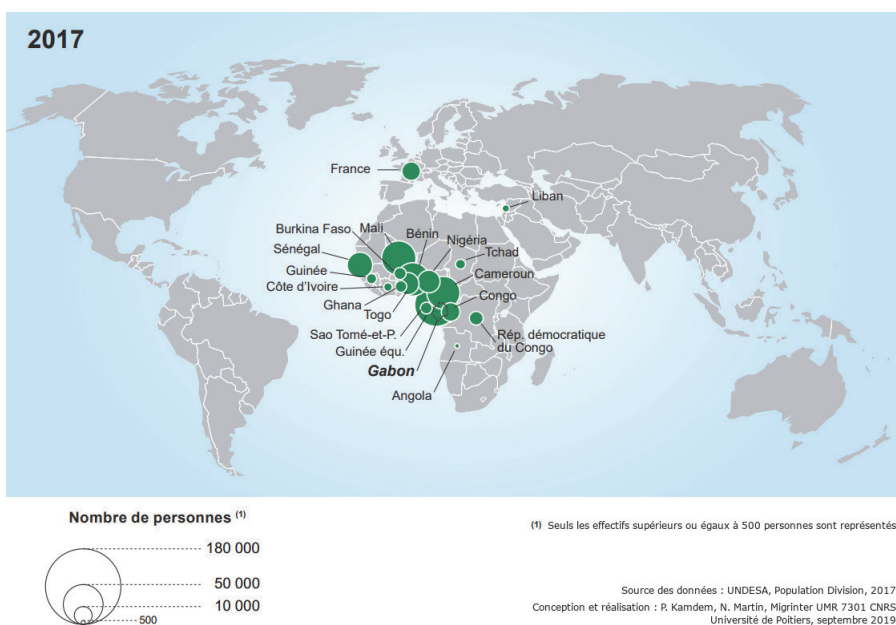 2017
France
Liban
Burkina Faso
Mali
Bénin
Nigéria
Sénégal
Tchad
Cameroun
Guinée
Côte d'Ivoire
Congo
Ghana
Togo
Sao Tomé-et-P.
Rép. démocratique
du Congo
Guinée équ.
Gabon
Angola
Nombre de personnes (1)
180 000
50 000
10 000
500
(1) Seuls les effectifs supérieurs ou égaux à 500 personnes sont représentés
Source des données : UNDESA, Population Division, 2017
Conception et réalisation : P. Kamdem, N. Martin, Migrinter UMR 7301 CNRS
Université de Poitiers, septembre 2019